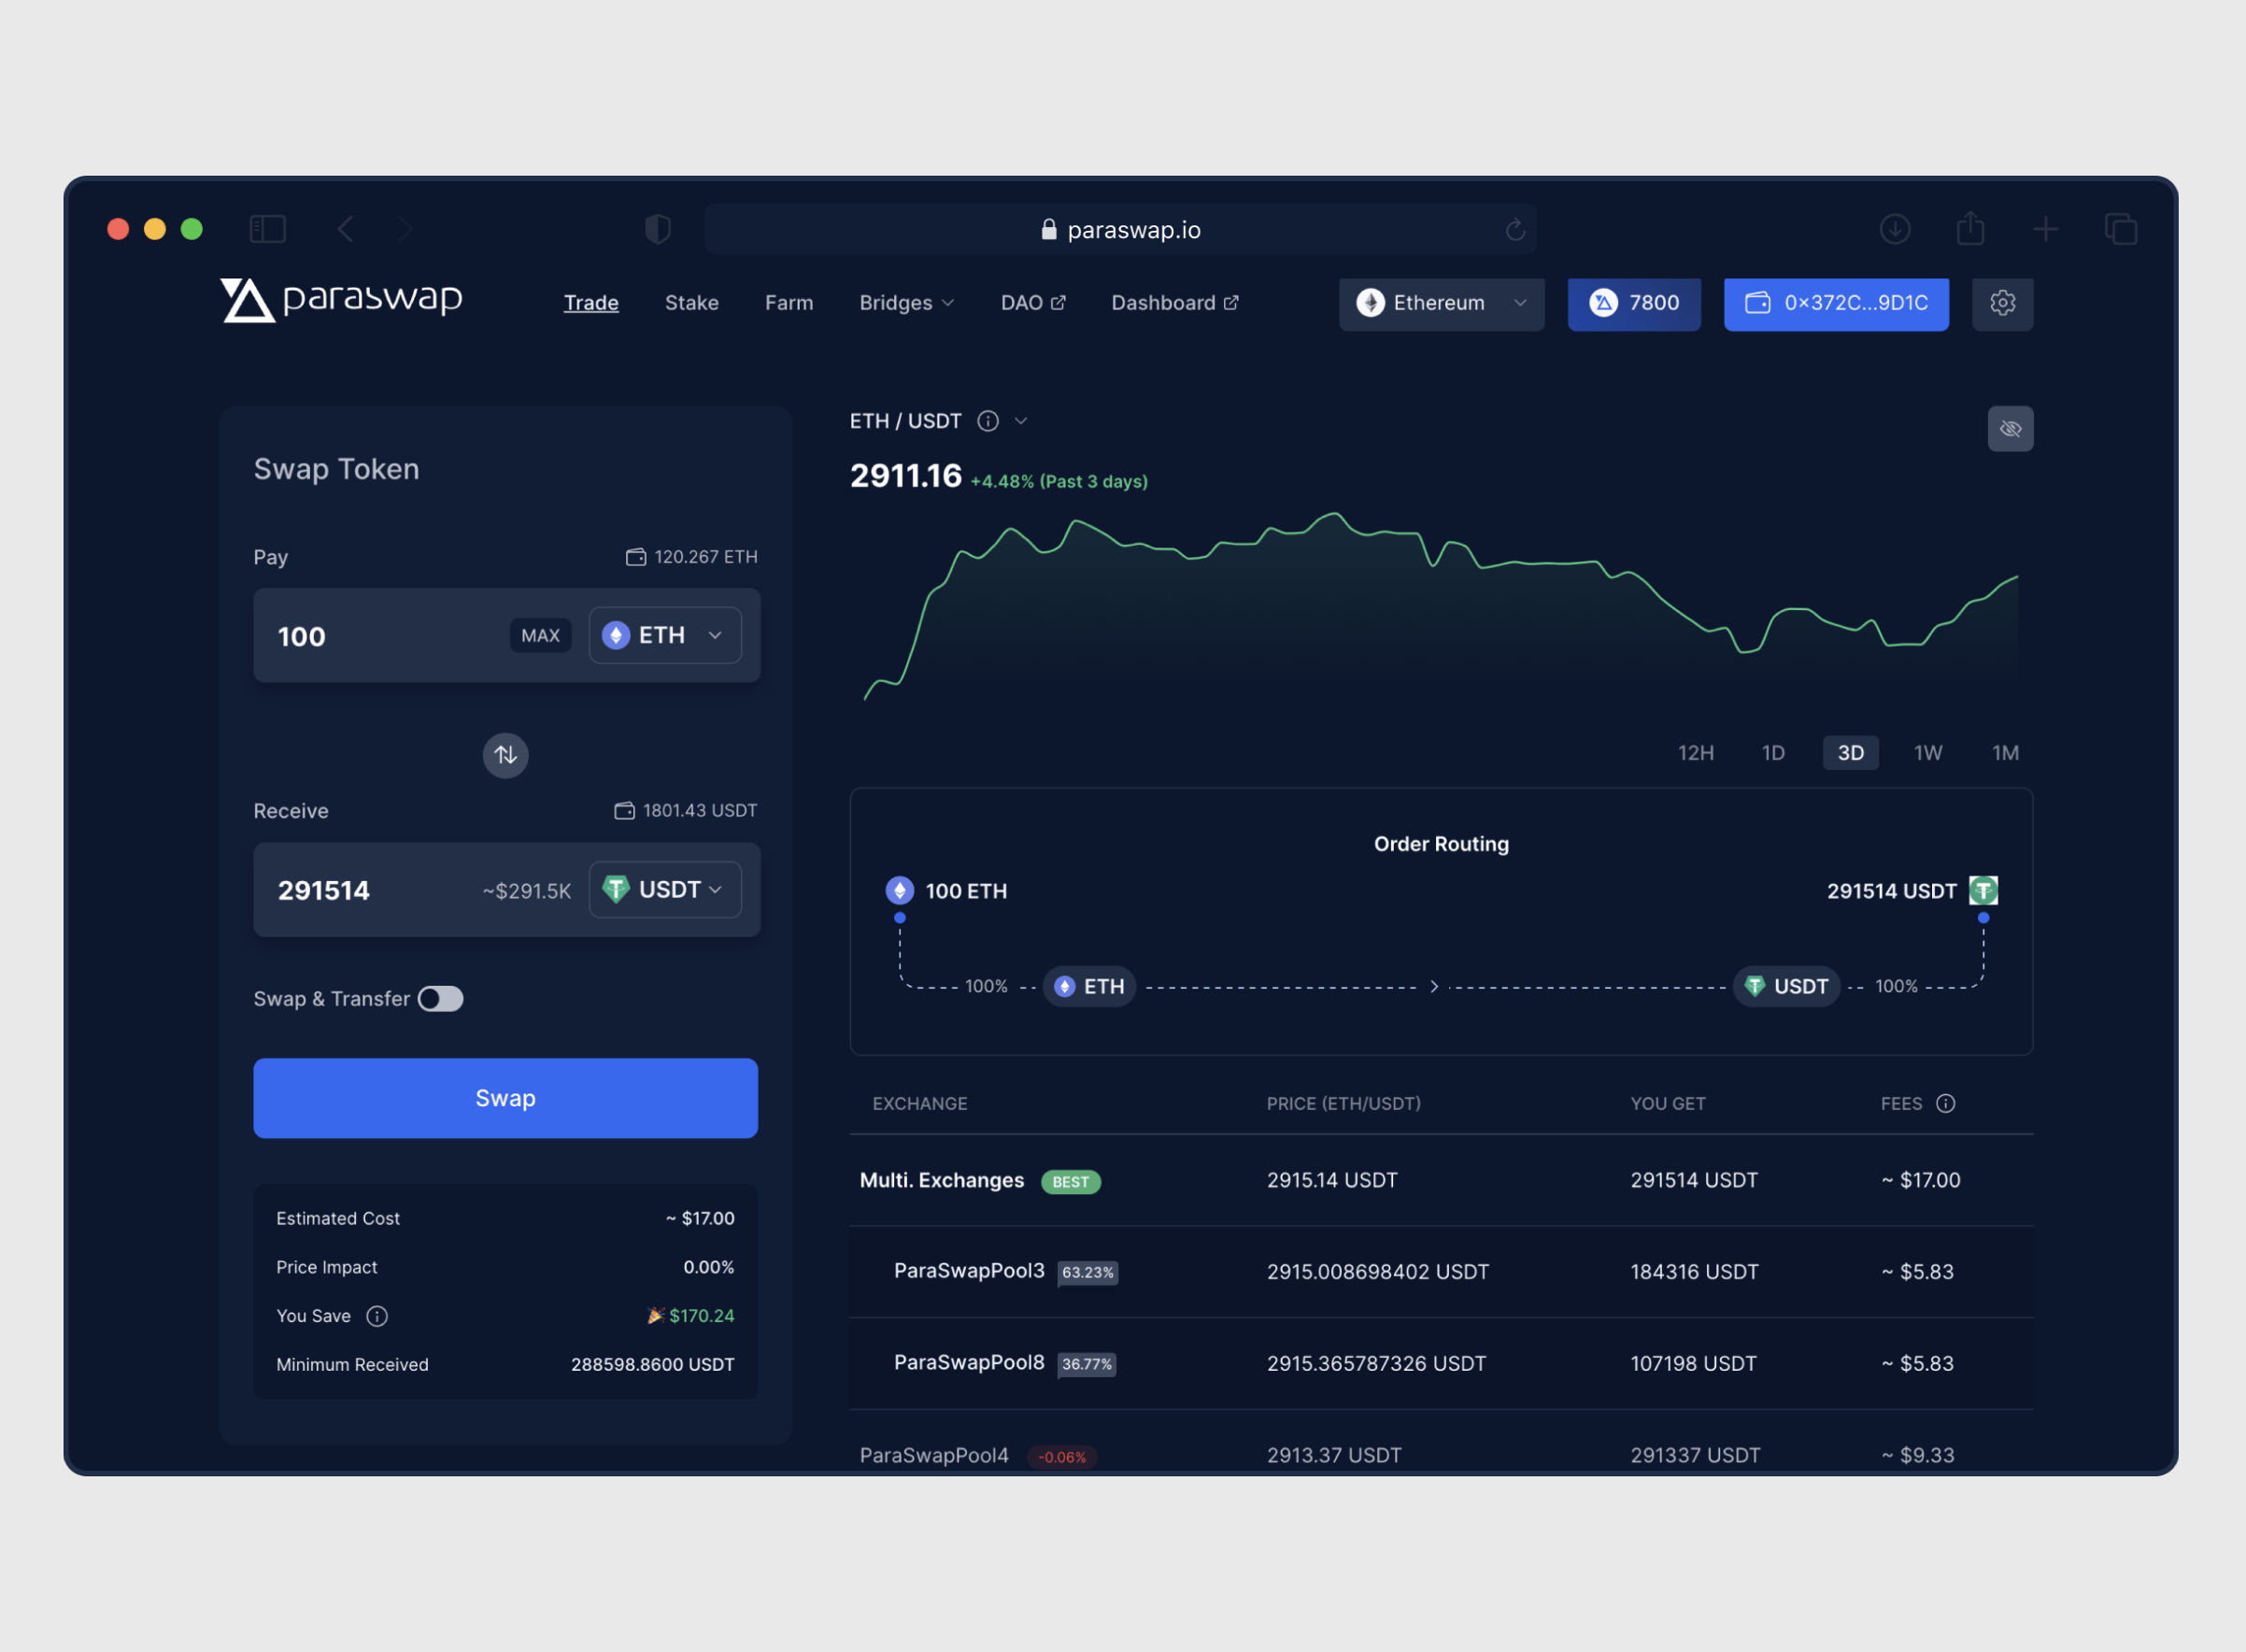 paraswap.io
paraswap Trade Stake Farm Bridges DAO Dashboard Ethereum 7800 0×372C...9D1C
Swap Token
Pay 120.267 ETH
100 MAX ETH
Receive 1801.43 USDT
291514 ~$291.5K USDT
Swap & Transfer
Swap
Estimated Cost ~ $17.00
Price Impact 0.00%
You Save 🎉 $170.24
Minimum Received 288598.8600 USDT
ETH / USDT
2911.16 +4.48% (Past 3 days)
12H 1D 3D 1W 1M
Order Routing
100 ETH 291514 USDT
100% ETH USDT 100%
EXCHANGE PRICE (ETH/USDT) YOU GET FEES
Multi. Exchanges BEST 2915.14 USDT 291514 USDT ~ $17.00
ParaSwapPool3 63.23% 2915.008698402 USDT 184316 USDT ~ $5.83
ParaSwapPool8 36.77% 2915.365787326 USDT 107198 USDT ~ $5.83
ParaSwapPool4 -0.06% 2913.37 USDT 291337 USDT ~ $9.33